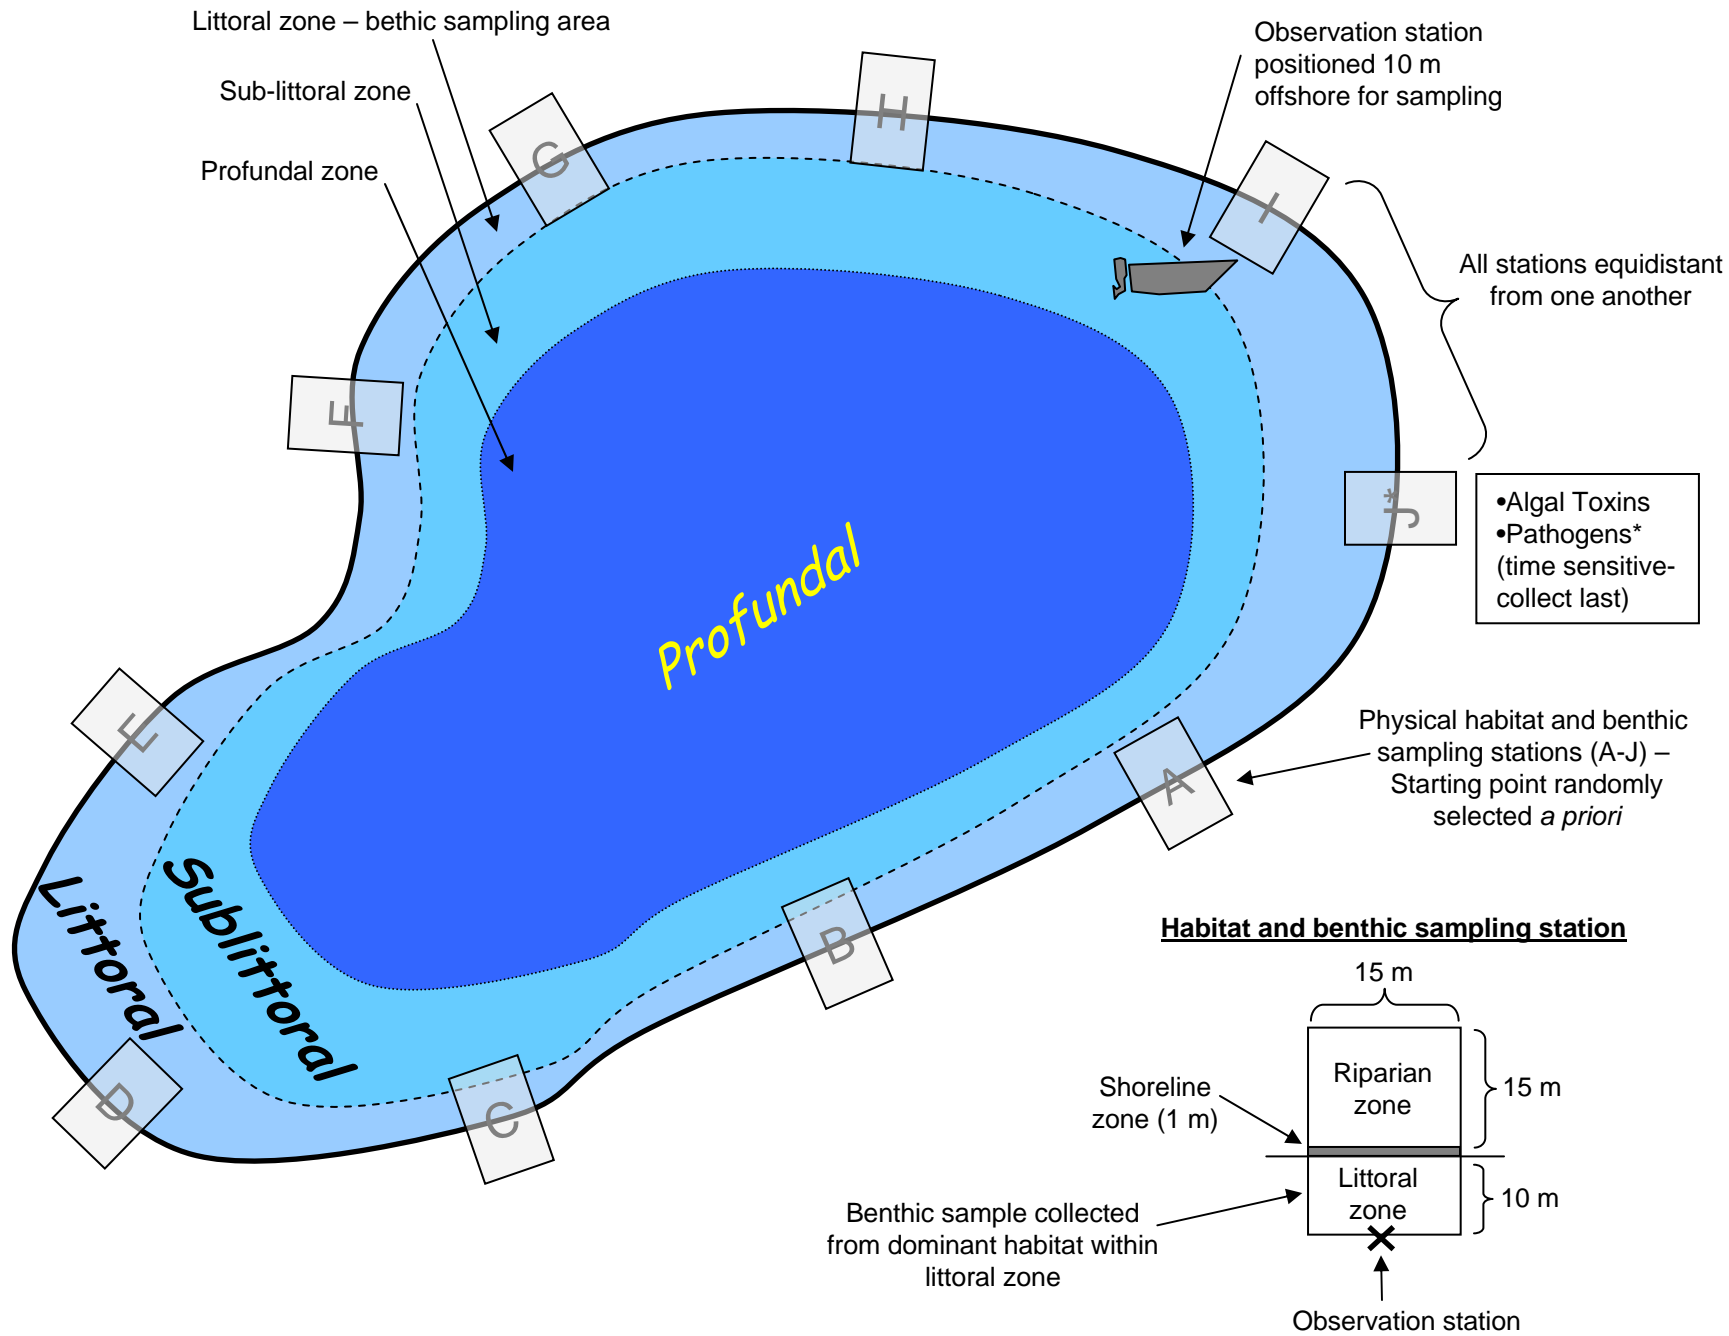 Littoral zone – bethic sampling area
Sub-littoral zone
Profundal zone
Observation station
positioned 10 m
offshore for sampling
All stations equidistant
from one another
•Algal Toxins
•Pathogens*
(time sensitive-
collect last)
Physical habitat and benthic
sampling stations (A-J) –
Starting point randomly
selected a priori
A
B
C
D
E
F
G
H
I
J*
Profundal
Sublittoral
Littoral
Habitat and benthic sampling station
15 m
Riparian
zone
15 m
Shoreline
zone (1 m)
Littoral
zone
10 m
Benthic sample collected
from dominant habitat within
littoral zone
Observation station